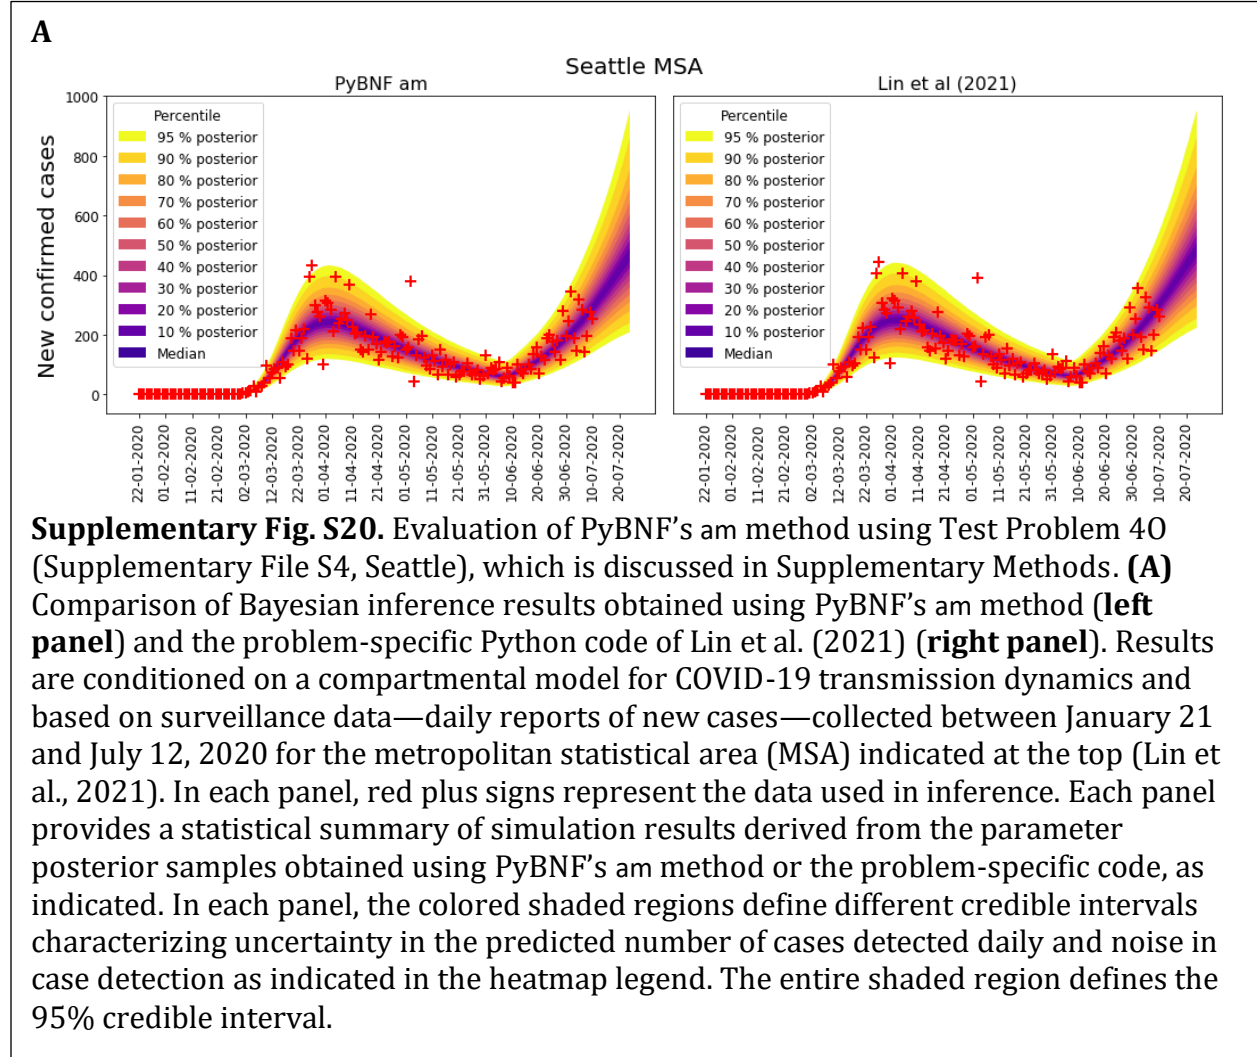 A
Seattle MSA
PyBNF am
Lin et al (2021)
New confirmed cases
1000
800
600
400
200
0
Percentile
95 % posterior
90 % posterior
80 % posterior
70 % posterior
60 % posterior
50 % posterior
40 % posterior
30 % posterior
20 % posterior
10 % posterior
Median
Percentile
95 % posterior
90 % posterior
80 % posterior
70 % posterior
60 % posterior
50 % posterior
40 % posterior
30 % posterior
20 % posterior
10 % posterior
Median
22-01-2020
01-02-2020
11-02-2020
21-02-2020
02-03-2020
12-03-2020
22-03-2020
01-04-2020
11-04-2020
21-04-2020
01-05-2020
11-05-2020
21-05-2020
31-05-2020
10-06-2020
20-06-2020
30-06-2020
10-07-2020
20-07-2020
22-01-2020
01-02-2020
11-02-2020
21-02-2020
02-03-2020
12-03-2020
22-03-2020
01-04-2020
11-04-2020
21-04-2020
01-05-2020
11-05-2020
21-05-2020
31-05-2020
10-06-2020
20-06-2020
30-06-2020
10-07-2020
20-07-2020
Supplementary Fig. S20. Evaluation of PyBNF's am method using Test Problem 4O
(Supplementary File S4, Seattle), which is discussed in Supplementary Methods. (A)
Comparison of Bayesian inference results obtained using PyBNF's am method (left
panel) and the problem-specific Python code of Lin et al. (2021) (right panel). Results
are conditioned on a compartmental model for COVID-19 transmission dynamics and
based on surveillance data—daily reports of new cases—collected between January 21
and July 12, 2020 for the metropolitan statistical area (MSA) indicated at the top (Lin et
al., 2021). In each panel, red plus signs represent the data used in inference. Each panel
provides a statistical summary of simulation results derived from the parameter
posterior samples obtained using PyBNF's am method or the problem-specific code, as
indicated. In each panel, the colored shaded regions define different credible intervals
characterizing uncertainty in the predicted number of cases detected daily and noise in
case detection as indicated in the heatmap legend. The entire shaded region defines the
95% credible interval.